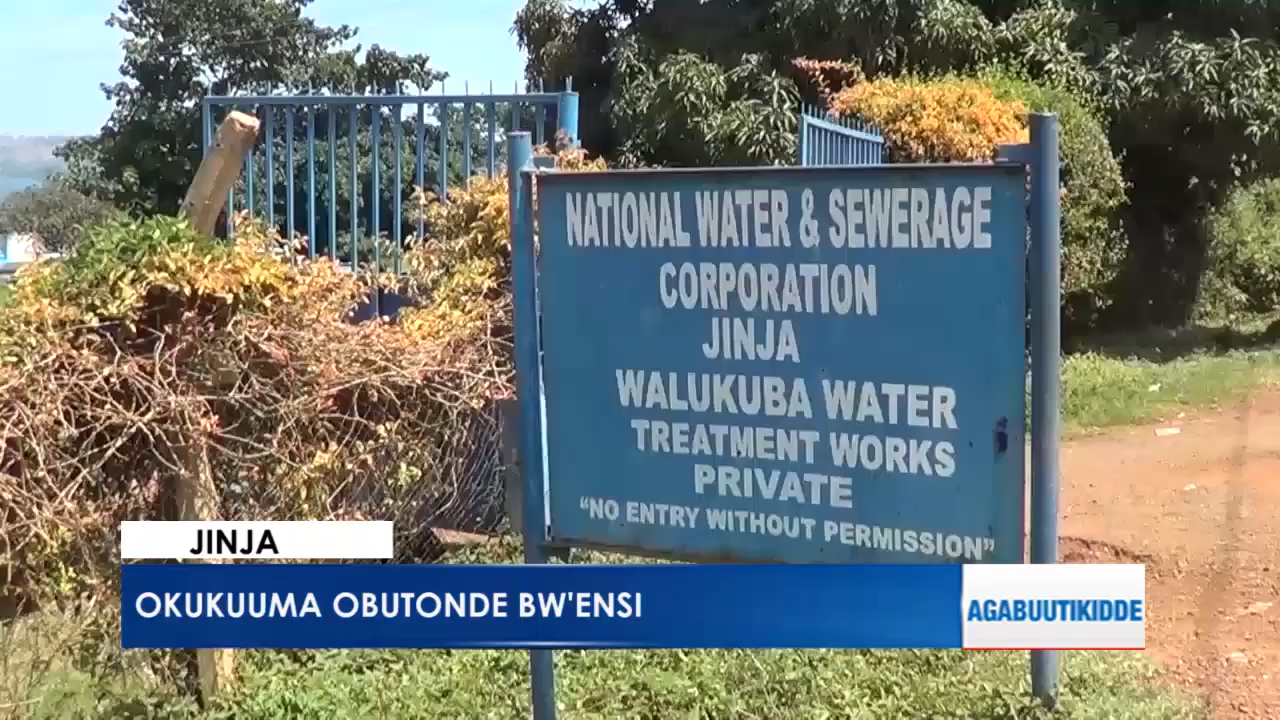 NATIONAL WATER & SEWERAGE
CORPORATION
JINJA
WALUKUBA WATER
TREATMENT WORKS
PRIVATE
“NO ENTRY WITHOUT PERMISSION”
JINJA
OKUKUUMA OBUTONDE BW'ENSI
AGABUUTIKIDDE